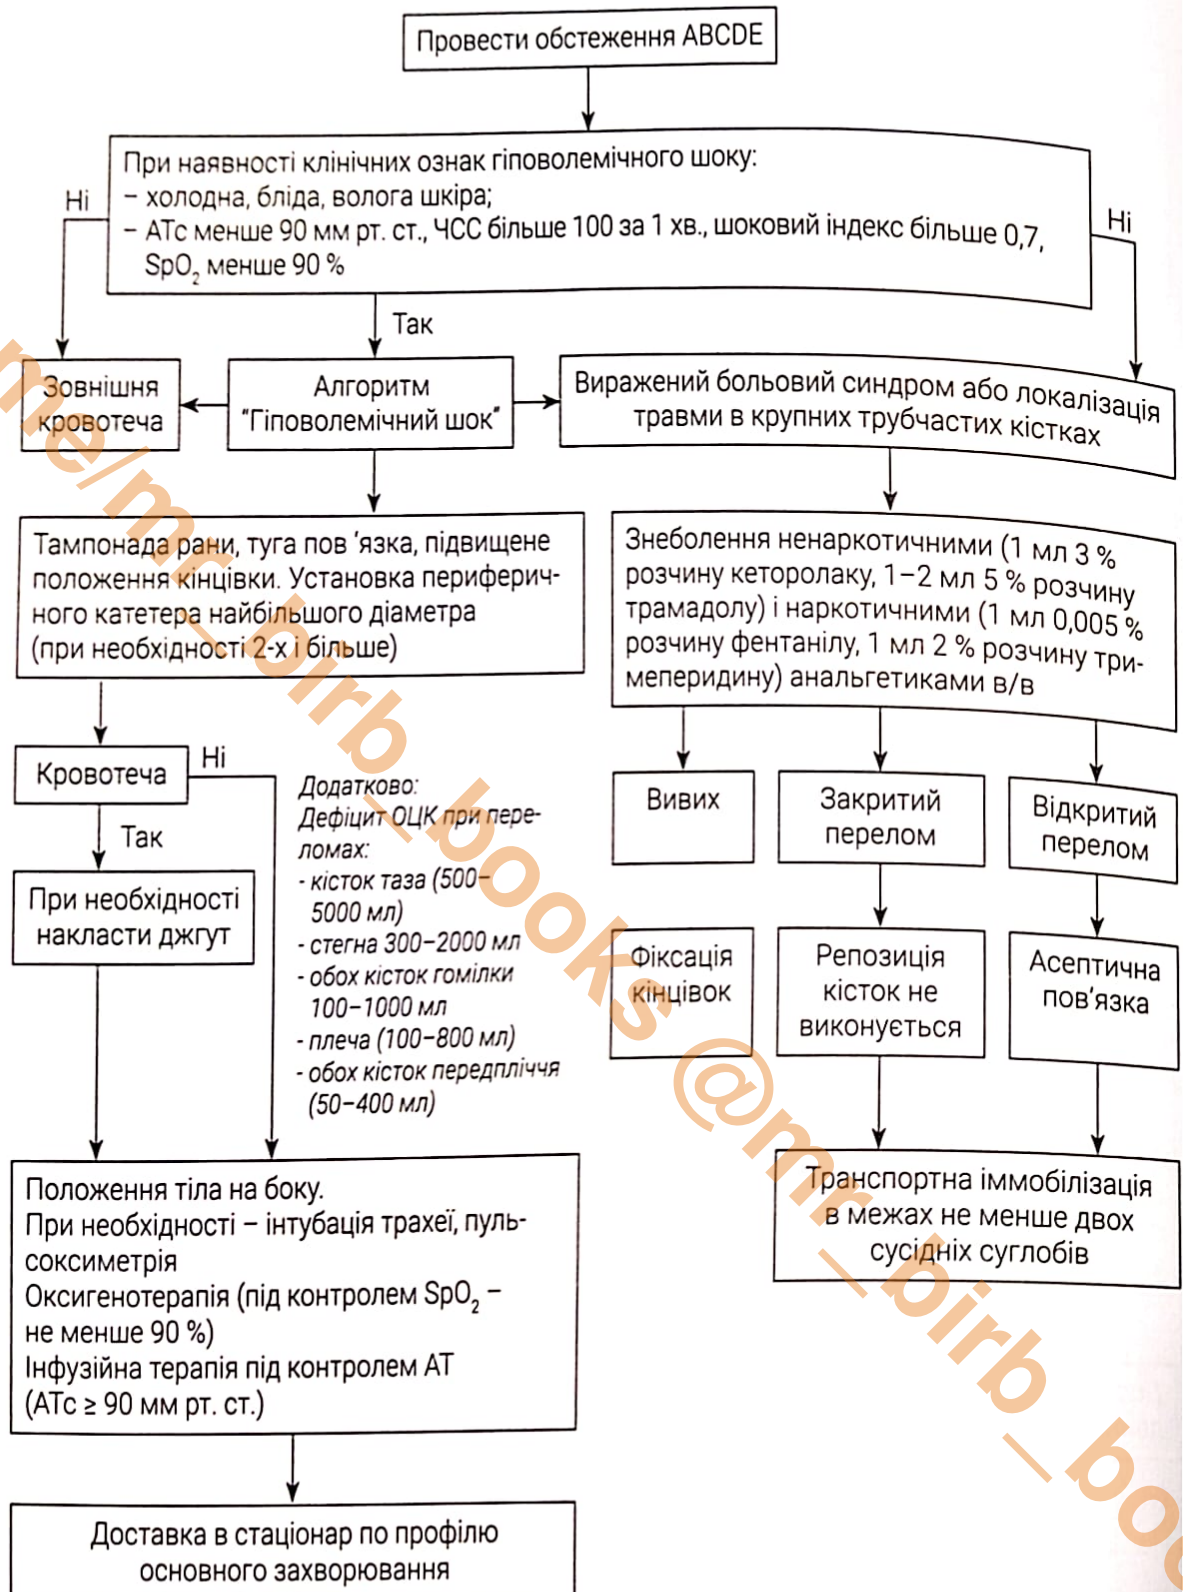 Провести обстеження ABCDE
При наявності клінічних ознак гіповолемічного шоку:
– холодна, бліда, волога шкіра;
– АТс менше 90 мм рт. ст., ЧСС більше 100 за 1 хв., шоковий індекс більше 0,7,
SpO₂ менше 90 %
Ні
Ні
Так
Зовнішня
кровотеча
Алгоритм
"Гіповолемічний шок"
Виражений больовий синдром або локалізація
травми в крупних трубчастих кістках
Тампонада рани, туга пов 'язка, підвищене
положення кінцівки. Установка периферич-
ного катетера найбільшого діаметра
(при необхідності 2-х і більше)
Знеболення ненаркотичними (1 мл 3 %
розчину кеторолаку, 1–2 мл 5 % розчину
трамадолу) і наркотичними (1 мл 0,005 %
розчину фентанілу, 1 мл 2 % розчину три-
меперидину) анальгетиками в/в
Кровотеча
Ні
Так
При необхідності
накласти джгут
Додатково:
Дефіцит ОЦК при пере-
ломах:
- кісток таза (500–
5000 мл)
- стегна 300–2000 мл
- обох кісток гомілки
100–1000 мл
- плеча (100–800 мл)
- обох кісток передпліччя
(50–400 мл)
Вивих
Закритий
перелом
Відкритий
перелом
Фіксація
кінцівок
Репозиція
кісток не
виконується
Асептична
пов'язка
Положення тіла на боку.
При необхідності – інтубація трахеї, пуль-
соксиметрія
Оксигенотерапія (під контролем SpO₂ –
не менше 90 %)
Інфузійна терапія під контролем АТ
(АТс ≥ 90 мм рт. ст.)
Транспортна іммобілізація
в межах не менше двох
сусідніх суглобів
Доставка в стаціонар по профілю
основного захворювання
me/mr_birb_books @mr_birb_boo